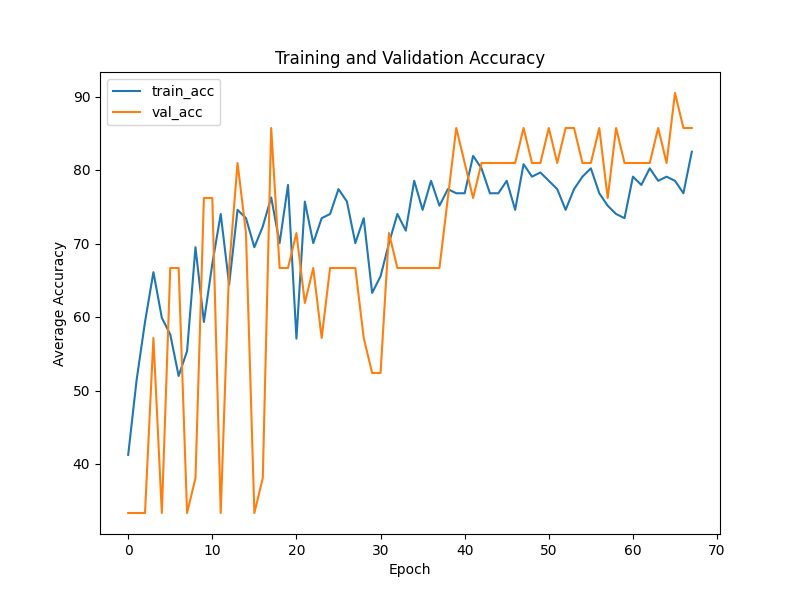 Training and Validation Accuracy
train_acc
val_acc
Average Accuracy
90
80
70
60
50
40
0 10 20 30 40 50 60 70
Epoch